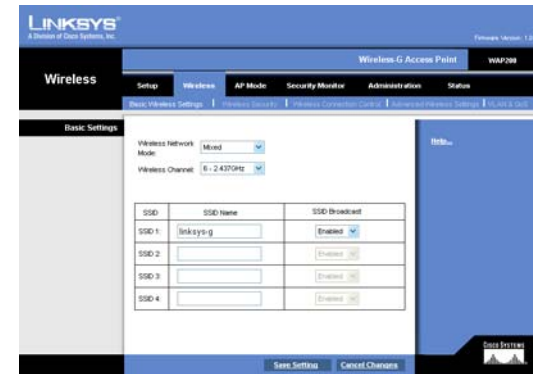 LINKSYS®
A Division of Cisco Systems, Inc.
Firmware Version: 1.0
Wireless-G Access Point WAP200
Wireless
Setup Wireless AP Mode Security Monitor Administration Status
Basic Wireless Settings Wireless Security Wireless Connection Control Advanced Wireless Settings VLAN & QoS
Basic Settings
Help...
Wireless Network Mode: Mixed
Wireless Channel: 6 - 2.437GHz
SSID SSID Name SSID Broadcast
SSID 1: linksys-g Enabled
SSID 2: Enabled
SSID 3: Enabled
SSID 4: Enabled
CISCO SYSTEMS
Save Setting Cancel Changes